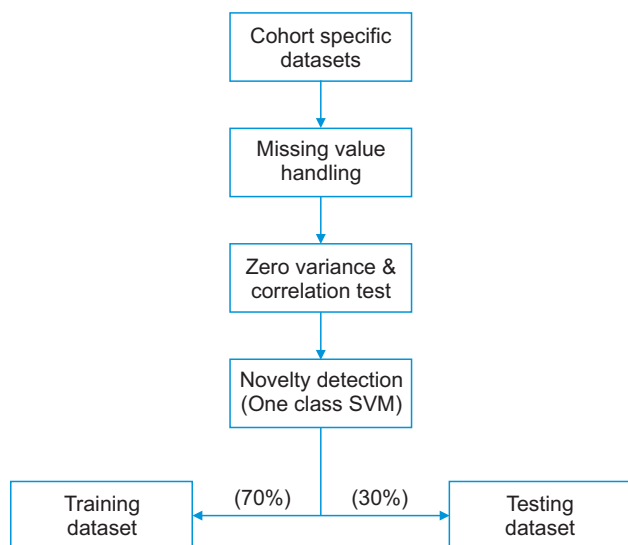 Cohort specific
datasets
Missing value
handling
Zero variance &
correlation test
Novelty detection
(One class SVM)
(70%)
(30%)
Training
dataset
Testing
dataset